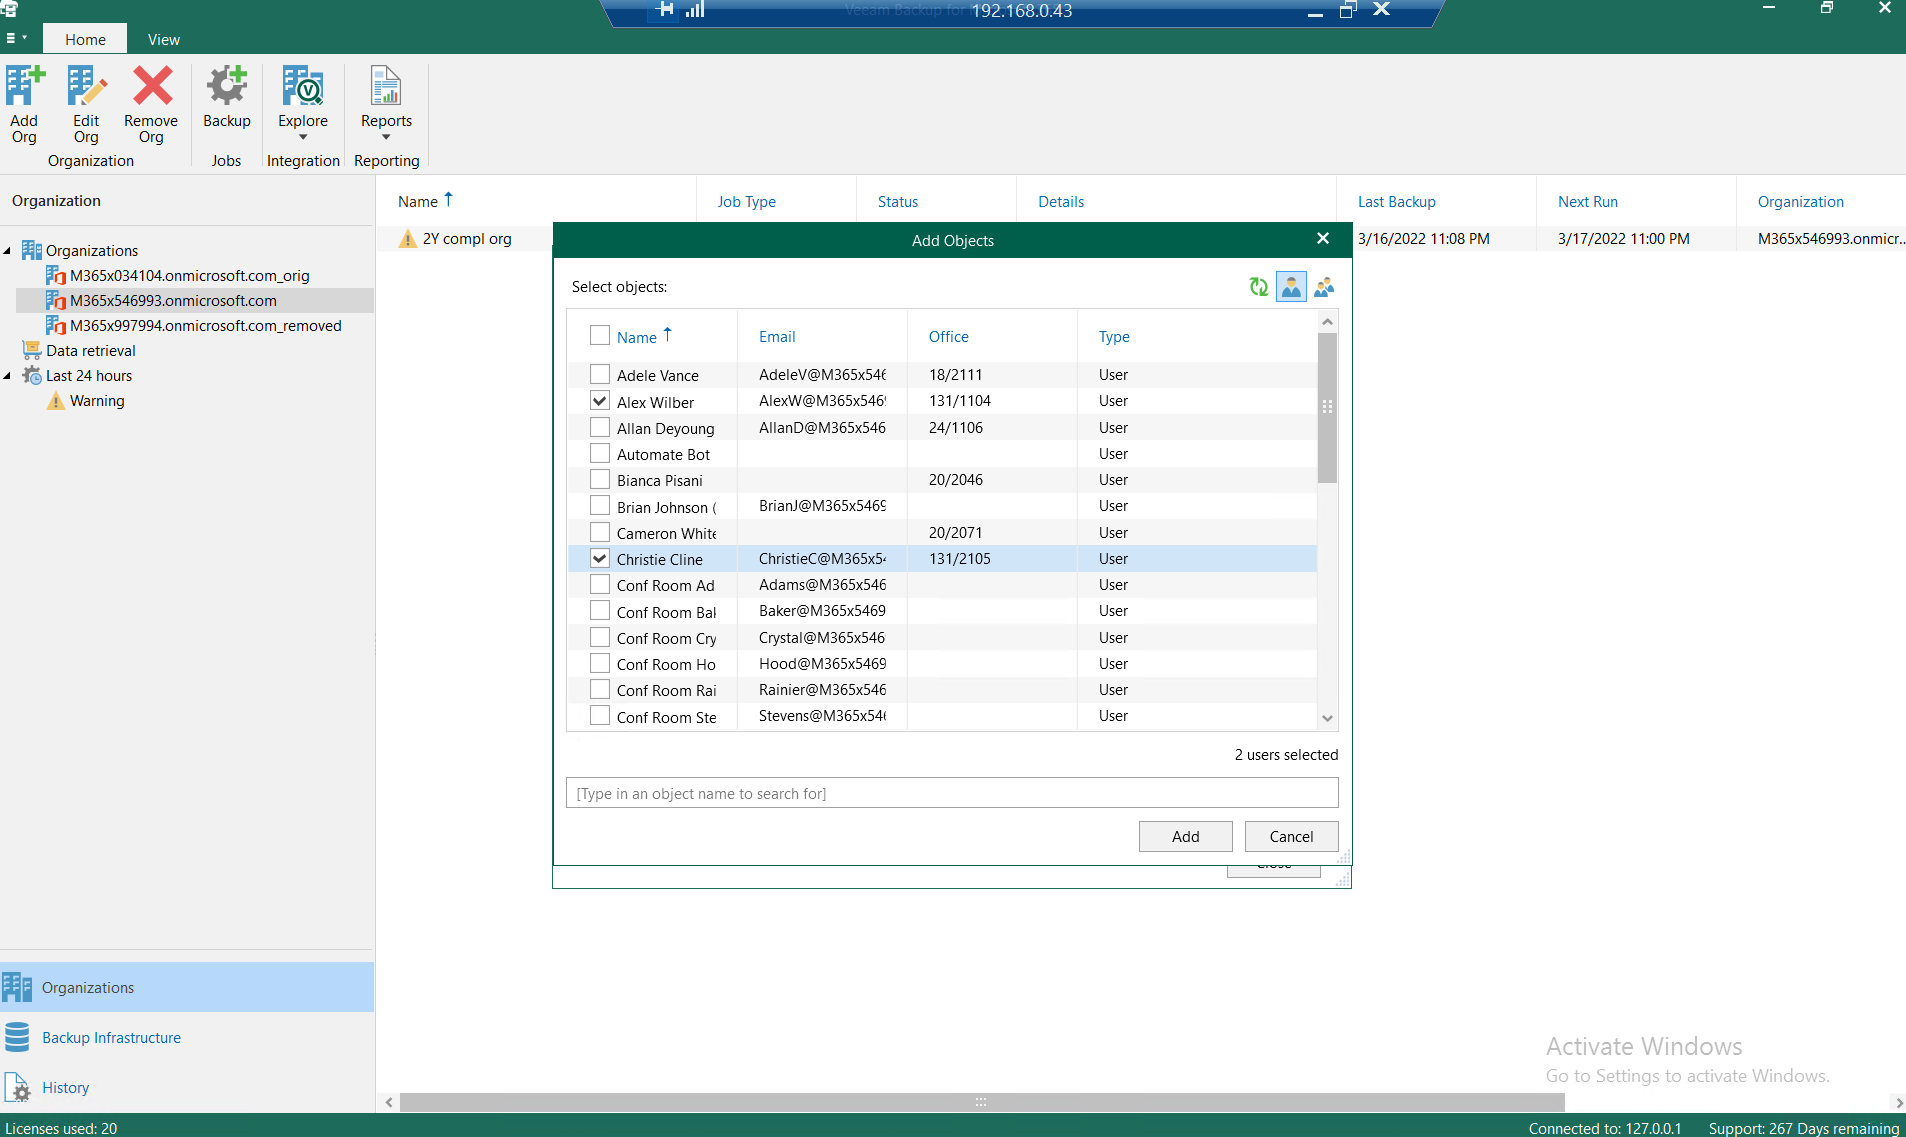 192.168.0.43
Home View
Add Org
Edit Org
Remove Org
Backup
Explore
Reports
Organization Jobs Integration Reporting
Organization
Organizations
M365x034104.onmicrosoft.com_orig
M365x546993.onmicrosoft.com
M365x997994.onmicrosoft.com_removed
Data retrieval
Last 24 hours
Warning
Organizations
Backup Infrastructure
History
Name Job Type Status Details Last Backup Next Run Organization
2Y compl org 3/16/2022 11:08 PM 3/17/2022 11:00 PM M365x546993.onmicr..
Add Objects
Select objects:
Name Email Office Type
Adele Vance AdeleV@M365x546 18/2111 User
Alex Wilber AlexW@M365x546 131/1104 User
Allan Deyoung AllanD@M365x546 24/1106 User
Automate Bot User
Bianca Pisani 20/2046 User
Brian Johnson ( BrianJ@M365x5469 User
Cameron White 20/2071 User
Christie Cline ChristieC@M365x5 131/2105 User
Conf Room Ad Adams@M365x546 User
Conf Room Bak Baker@M365x5469 User
Conf Room Cry Crystal@M365x546 User
Conf Room Ho Hood@M365x5469 User
Conf Room Rai Rainier@M365x546 User
Conf Room Ste Stevens@M365x54 User
2 users selected
[Type in an object name to search for]
Add Cancel
Close
Activate Windows
Go to Settings to activate Windows.
Licenses used: 20 Connected to: 127.0.0.1 Support: 267 Days remaining